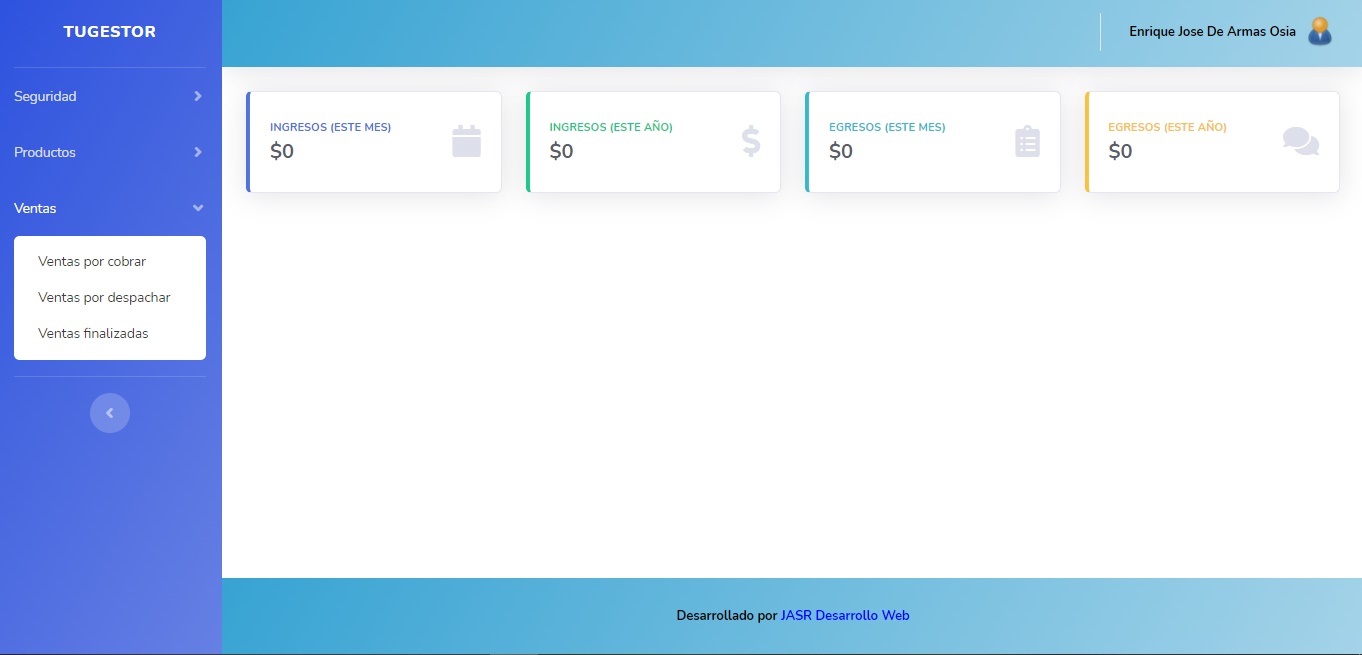 TUGESTOR
Enrique Jose De Armas Osia
Seguridad
Productos
Ventas
Ventas por cobrar
Ventas por despachar
Ventas finalizadas
INGRESOS (ESTE MES)
$0
INGRESOS (ESTE AÑO)
$0
EGRESOS (ESTE MES)
$0
EGRESOS (ESTE AÑO)
$0
Desarrollado por JASR Desarrollo Web